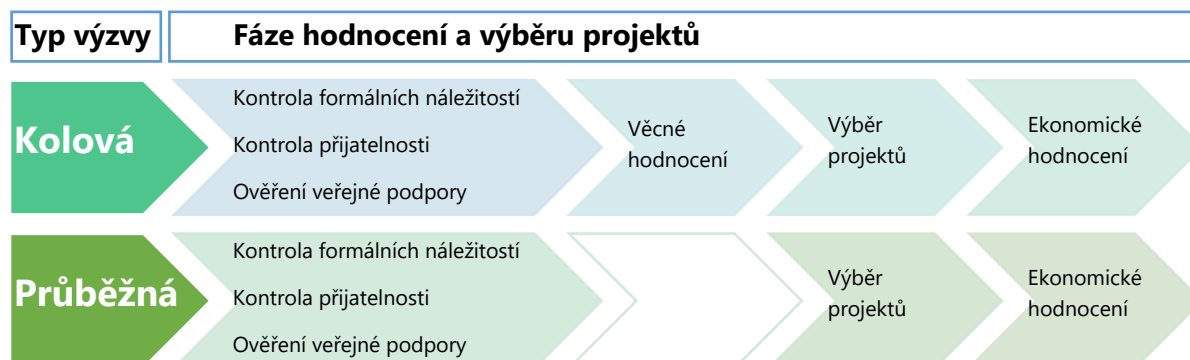 Typ výzvy
Fáze hodnocení a výběru projektů
Kolová
Kontrola formálních náležitostí
Kontrola přijatelnosti
Ověření veřejné podpory
Věcné
hodnocení
Výběr
projektů
Ekonomické
hodnocení
Průběžná
Kontrola formálních náležitostí
Kontrola přijatelnosti
Ověření veřejné podpory
Výběr
projektů
Ekonomické
hodnocení